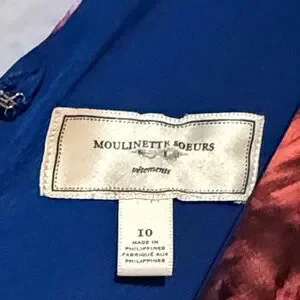 MOULINETTE SOEURS
vêtements
10
MADE IN
PHILIPPINES
FABRIQUÉ AUX
PHILIPPINES